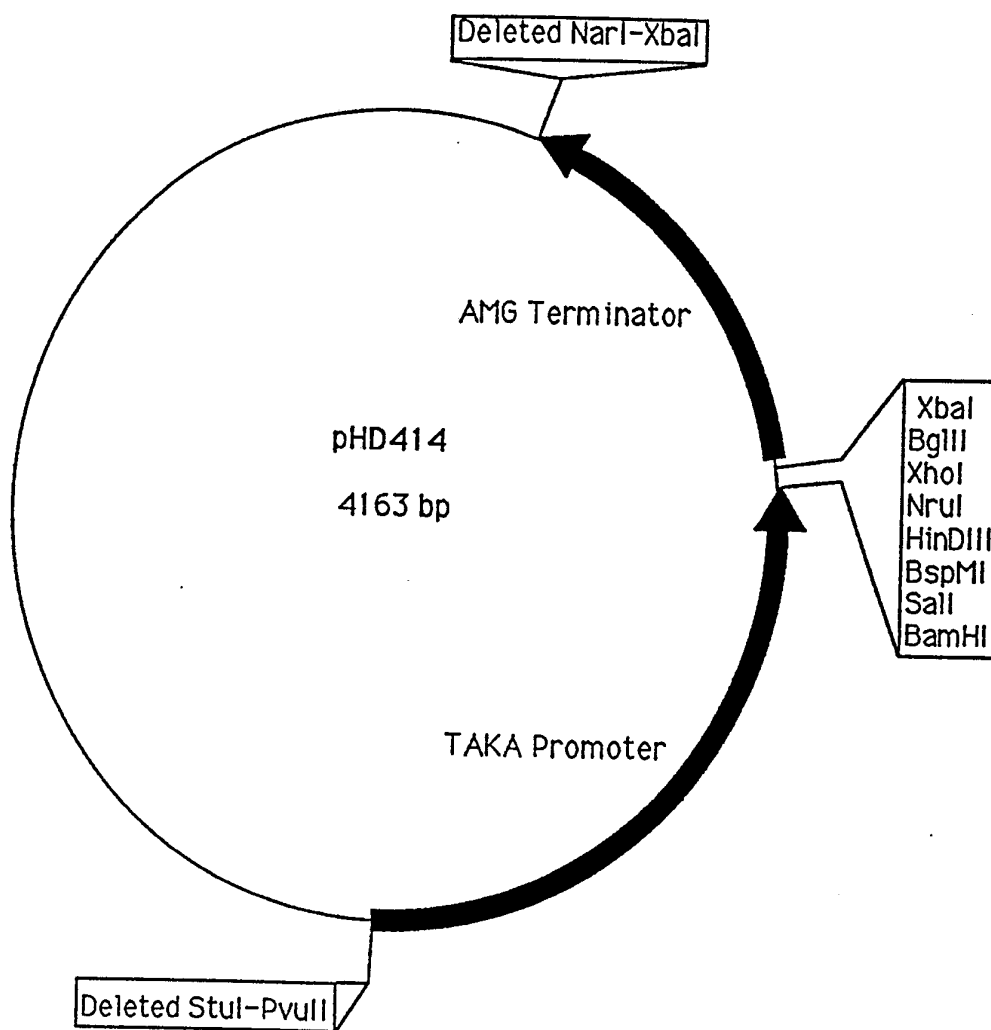 Deleted NarI-XbaI
AMG Terminator
pHD414
4163 bp
XbaI
BglII
XhoI
NruI
HinDIII
BspMI
SalI
BamHI
TAKA Promoter
Deleted StuI-PvuII